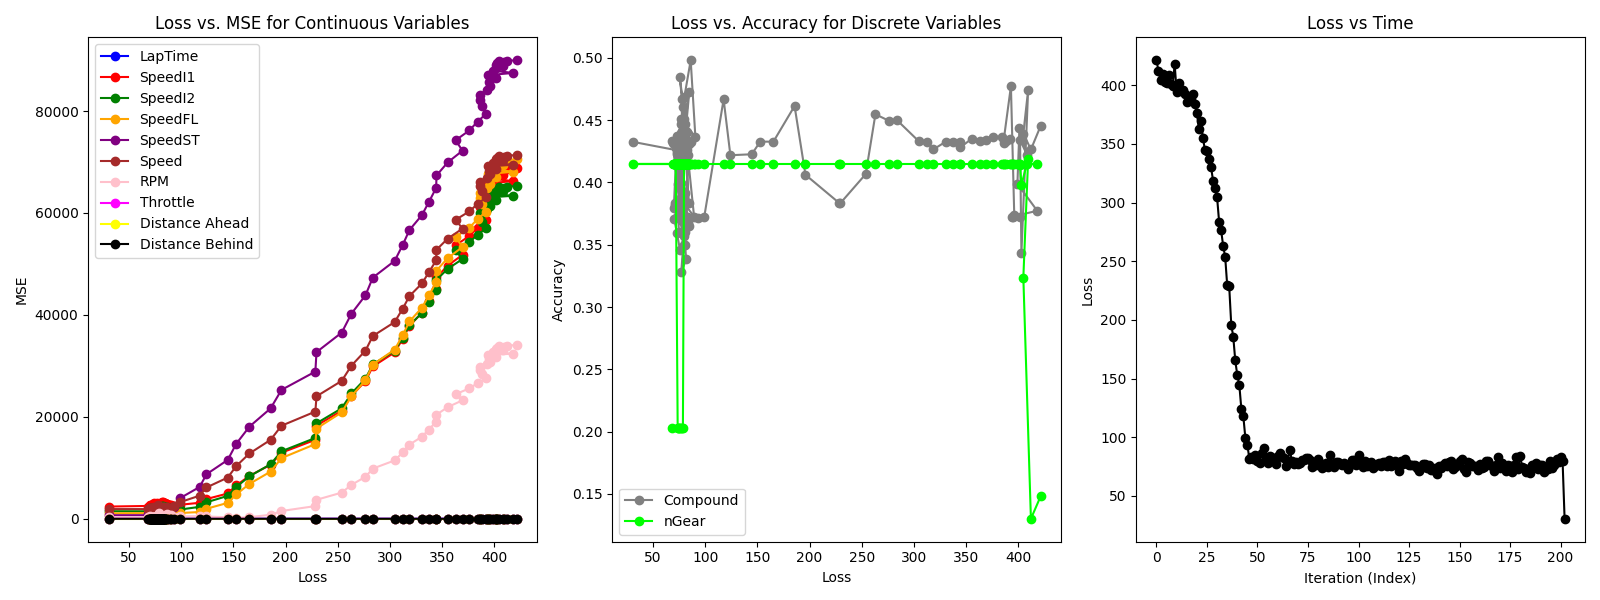 Loss vs. MSE for Continuous Variables
MSE
80000
60000
40000
20000
0
LapTime
SpeedI1
SpeedI2
SpeedFL
SpeedST
Speed
RPM
Throttle
Distance Ahead
Distance Behind
50 100 150 200 250 300 350 400
Loss
Loss vs. Accuracy for Discrete Variables
Accuracy
0.50
0.45
0.40
0.35
0.30
0.25
0.20
0.15
Compound
nGear
50 100 150 200 250 300 350 400
Loss
Loss vs Time
Loss
400
350
300
250
200
150
100
50
0 25 50 75 100 125 150 175 200
Iteration (Index)